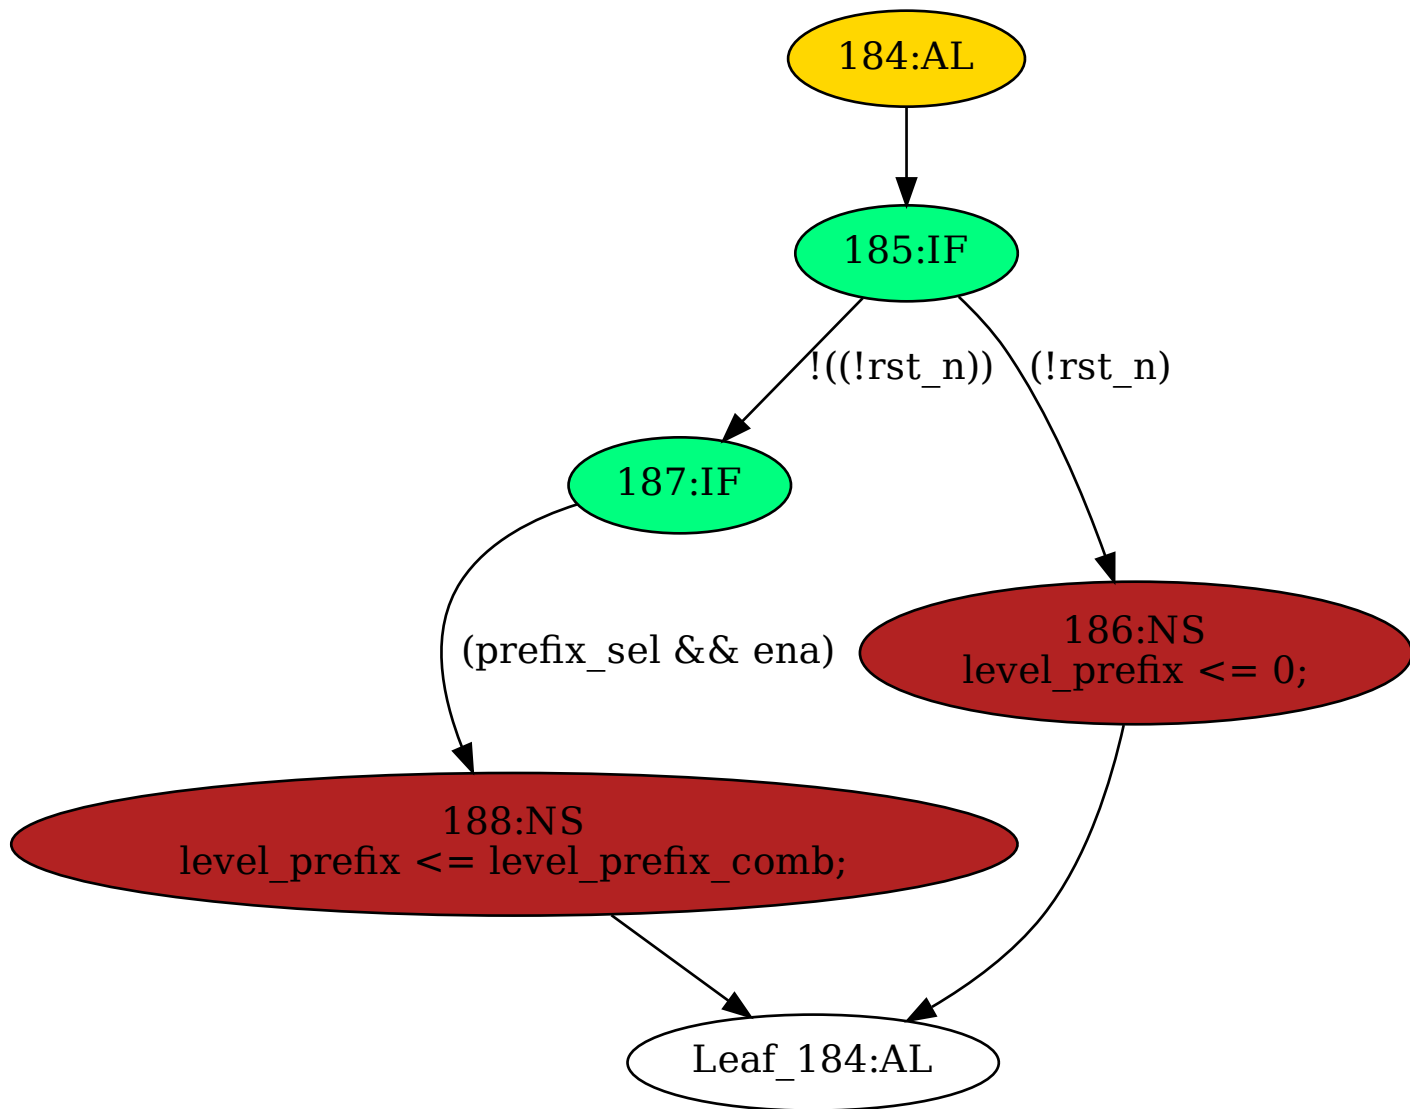 184:AL
185:IF
!((!rst_n))
(!rst_n)
187:IF
186:NS
level_prefix <= 0;
(prefix_sel && ena)
188:NS
level_prefix <= level_prefix_comb;
Leaf_184:AL